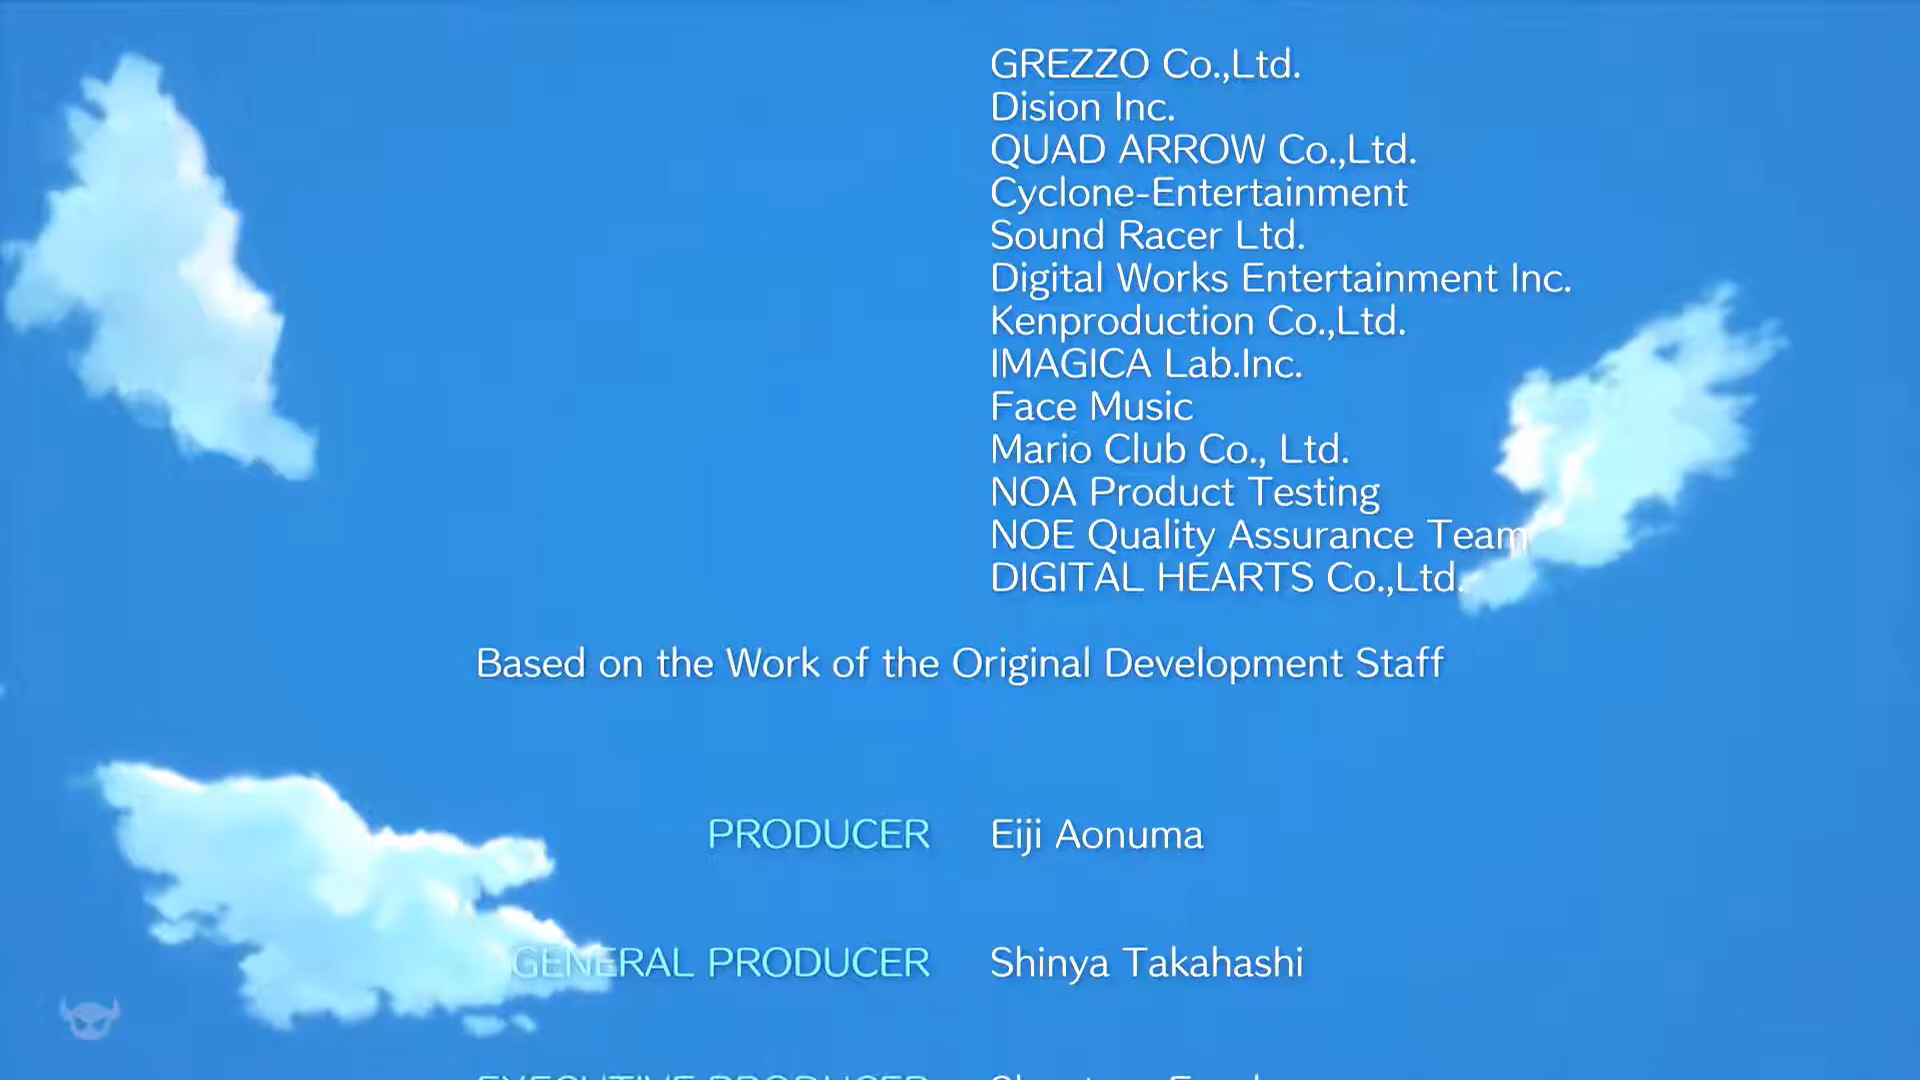 GREZZO Co.,Ltd.
Dision Inc.
QUAD ARROW Co.,Ltd.
Cyclone-Entertainment
Sound Racer Ltd.
Digital Works Entertainment Inc.
Kenproduction Co.,Ltd.
IMAGICA Lab.Inc.
Face Music
Mario Club Co., Ltd.
NOA Product Testing
NOE Quality Assurance Team
DIGITAL HEARTS Co.,Ltd.
Based on the Work of the Original Development Staff
PRODUCER Eiji Aonuma
GENERAL PRODUCER Shinya Takahashi
EXECUTIVE PRODUCER